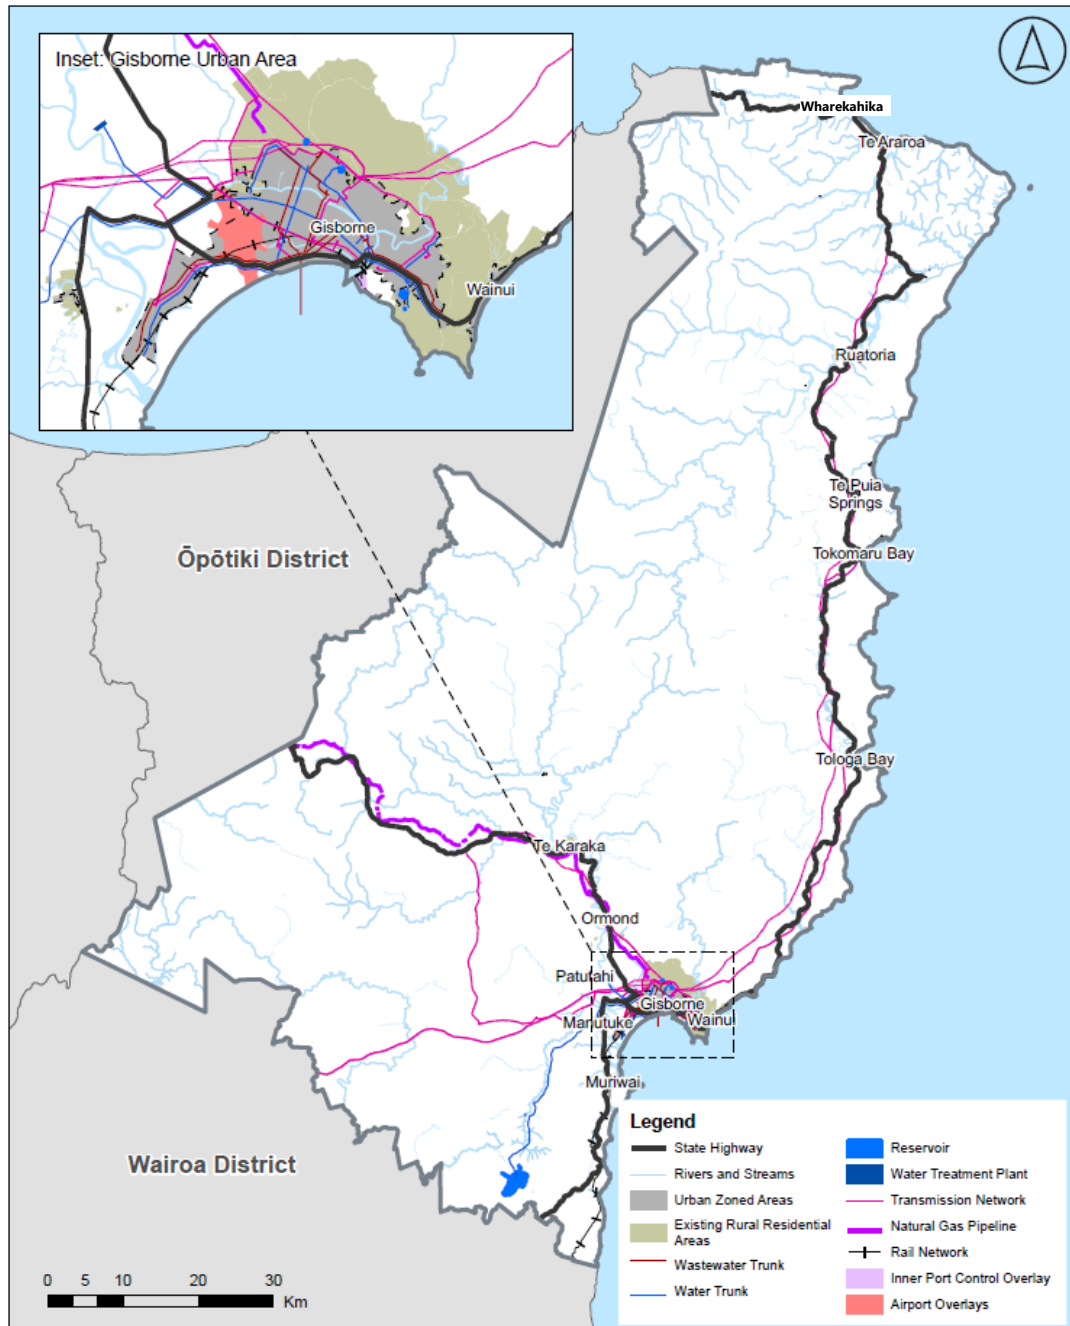 Inset: Gisborne Urban Area
Gisborne
Wainui
Wharekahika
Te Araroa
Ruatoria
Te Puia
Springs
Tokomaru Bay
Ōpōtiki District
Tologa Bay
Te Karaka
Ormond
Patutahi
Gisborne
Manutuke
Wainui
Muriwai
Wairoa District
Legend
State Highway
Rivers and Streams
Urban Zoned Areas
Existing Rural Residential
Areas
Wastewater Trunk
Water Trunk
Reservoir
Water Treatment Plant
Transmission Network
Natural Gas Pipeline
Rail Network
Inner Port Control Overlay
Airport Overlays
0 5 10 20 30
Km